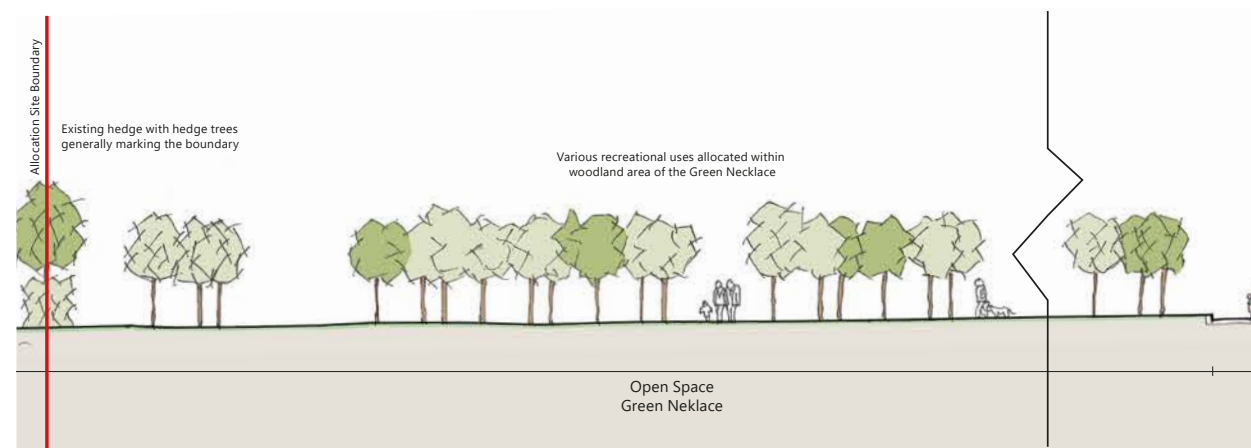 Allocation Site Boundary
Existing hedge with hedge trees
generally marking the boundary
Various recreational uses allocated within
woodland area of the Green Necklace
Open Space
Green Neklace